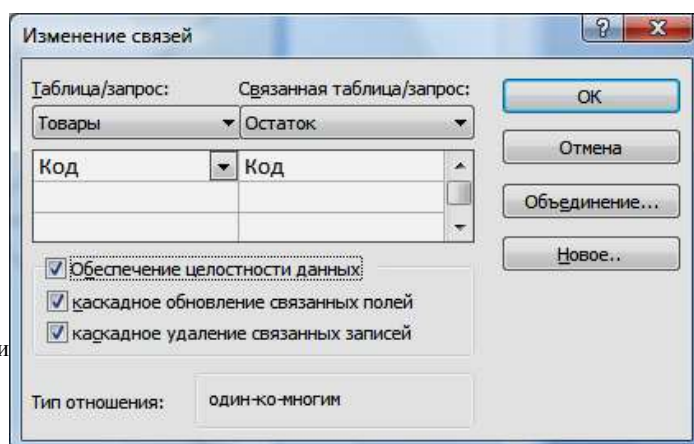 Изменение связей
Таблица/запрос: Связанная таблица/запрос:
Товары Остаток
Код Код
Обеспечение целостности данных
каскадное обновление связанных полей
каскадное удаление связанных записей
Тип отношения: один-ко-многим
ОК
Отмена
Объединение...
Новое..
и